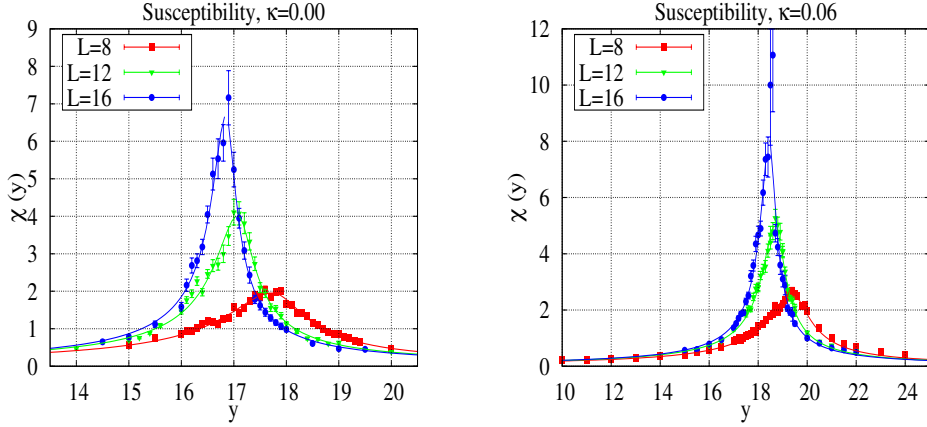 Susceptibility, κ=0.00
9
8
7
6
5
4
3
2
1
0
χ (y)
L=8
L=12
L=16
14 15 16 17 18 19 20
y
Susceptibility, κ=0.06
12
10
8
6
4
2
0
χ (y)
L=8
L=12
L=16
10 12 14 16 18 20 22 24
y